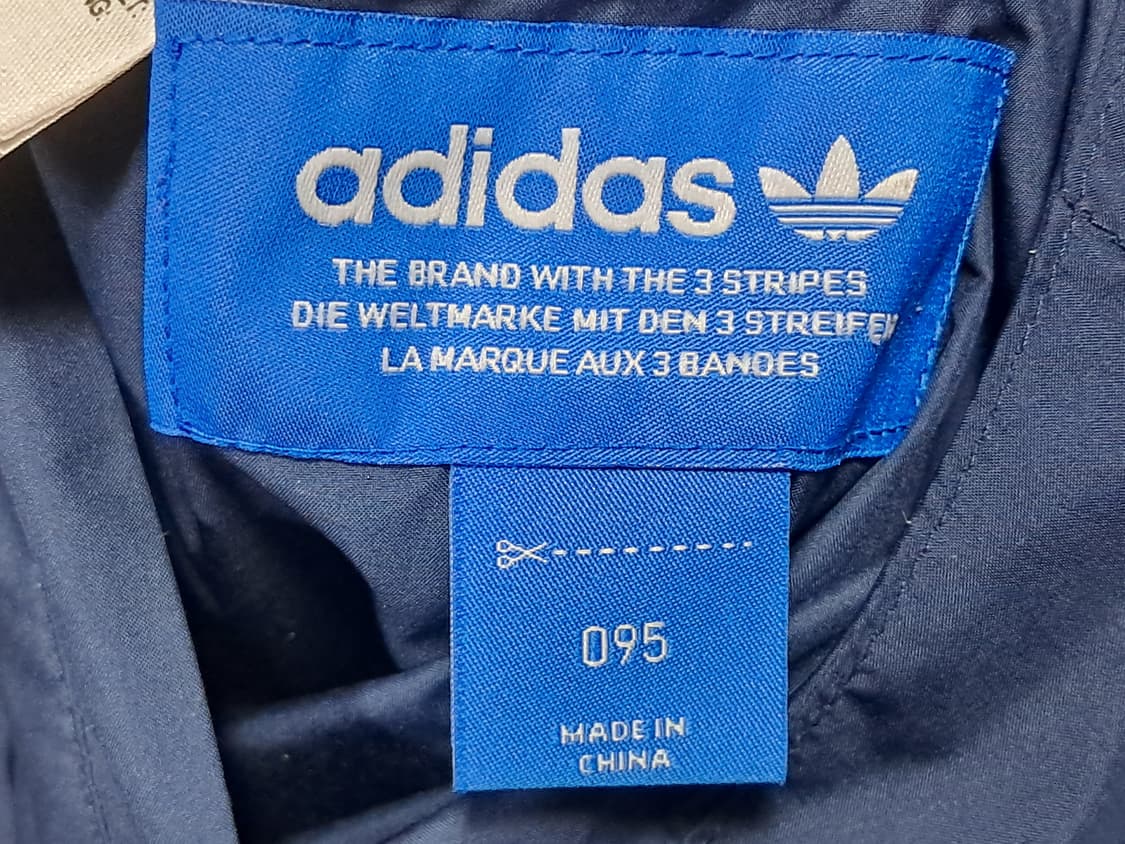 adidas
THE BRAND WITH THE 3 STRIPES
DIE WELTMARKE MIT DEN 3 STREIFEN
LA MARQUE AUX 3 BANDES
095
MADE IN
CHINA